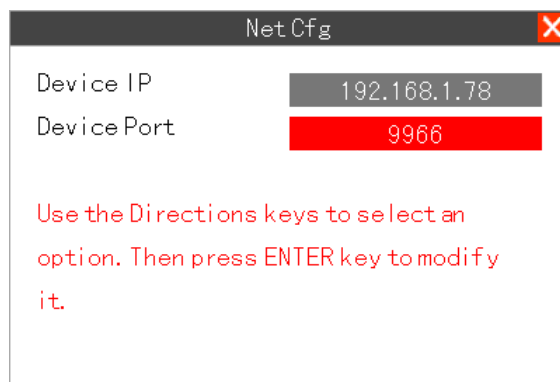 Net Cfg
Device IP 192.168.1.78
Device Port 9966
Use the Directions keys to select an
option. Then press ENTER key to modify
it.